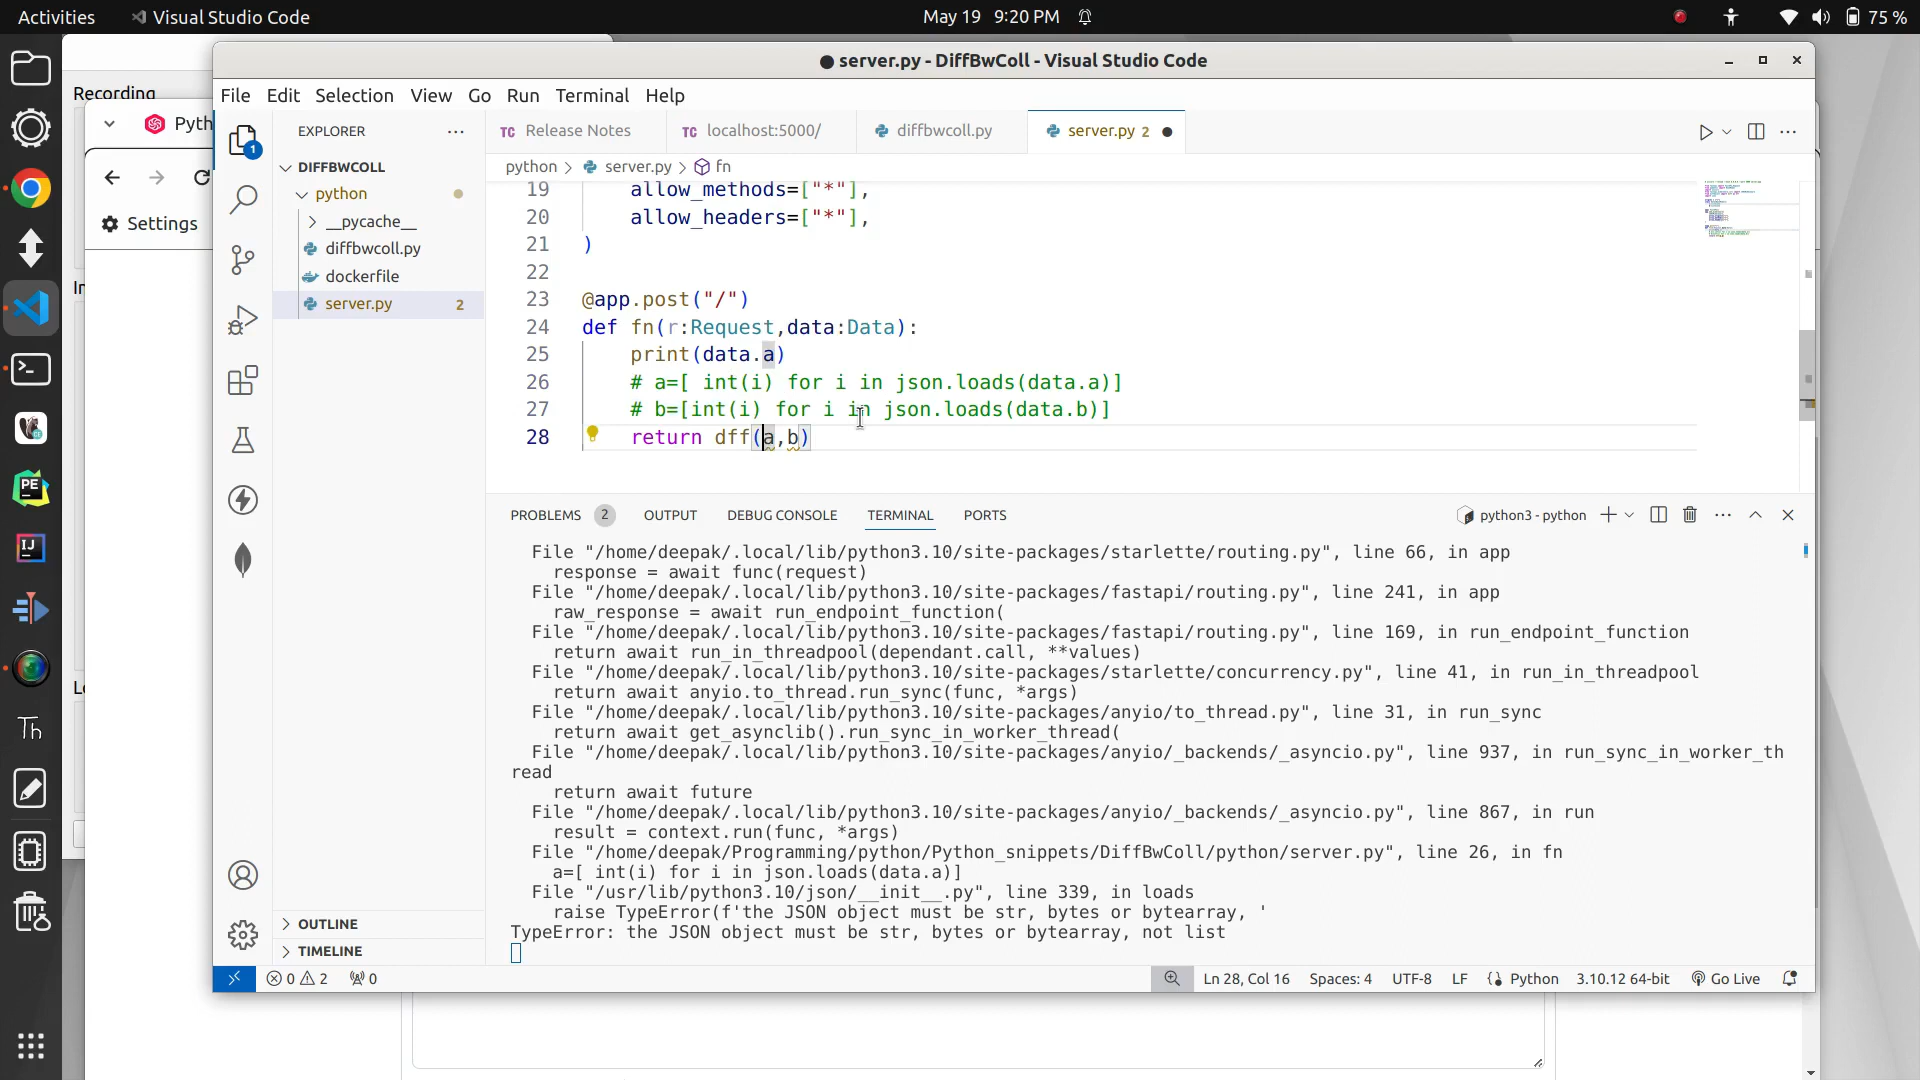 Activities
Visual Studio Code
May 19 9:20 PM
75 %
Recording
Pyth
Settings
server.py - DiffBwColl - Visual Studio Code
File Edit Selection View Go Run Terminal Help
EXPLORER
DIFFBWCOLL
python
__pycache__
diffbwcoll.py
dockerfile
server.py 2
1
OUTLINE
TIMELINE
TC Release Notes
TC localhost:5000/
diffbwcoll.py
server.py 2
python > server.py > fn
19 allow_methods=["*"],
20 allow_headers=["*"],
21 )
22
23 @app.post("/")
24 def fn(r:Request,data:Data):
25 print(data.a)
26 # a=[ int(i) for i in json.loads(data.a)]
27 # b=[int(i) for i in json.loads(data.b)]
28 return dff(a,b)
PROBLEMS 2 OUTPUT DEBUG CONSOLE TERMINAL PORTS
python3 - python
File "/home/deepak/.local/lib/python3.10/site-packages/starlette/routing.py", line 66, in app
response = await func(request)
File "/home/deepak/.local/lib/python3.10/site-packages/fastapi/routing.py", line 241, in app
raw_response = await run_endpoint_function(
File "/home/deepak/.local/lib/python3.10/site-packages/fastapi/routing.py", line 169, in run_endpoint_function
return await run_in_threadpool(dependant.call, **values)
File "/home/deepak/.local/lib/python3.10/site-packages/starlette/concurrency.py", line 41, in run_in_threadpool
return await anyio.to_thread.run_sync(func, *args)
File "/home/deepak/.local/lib/python3.10/site-packages/anyio/to_thread.py", line 31, in run_sync
return await get_asynclib().run_sync_in_worker_thread(
File "/home/deepak/.local/lib/python3.10/site-packages/anyio/_backends/_asyncio.py", line 937, in run_sync_in_worker_th
read
return await future
File "/home/deepak/.local/lib/python3.10/site-packages/anyio/_backends/_asyncio.py", line 867, in run
result = context.run(func, *args)
File "/home/deepak/Programming/python/Python_snippets/DiffBwColl/python/server.py", line 26, in fn
a=[ int(i) for i in json.loads(data.a)]
File "/usr/lib/python3.10/json/__init__.py", line 339, in loads
raise TypeError(f'the JSON object must be str, bytes or bytearray, '
TypeError: the JSON object must be str, bytes or bytearray, not list
0 2 0
Ln 28, Col 16 Spaces: 4 UTF-8 LF Python 3.10.12 64-bit Go Live
PE
IJ
Th